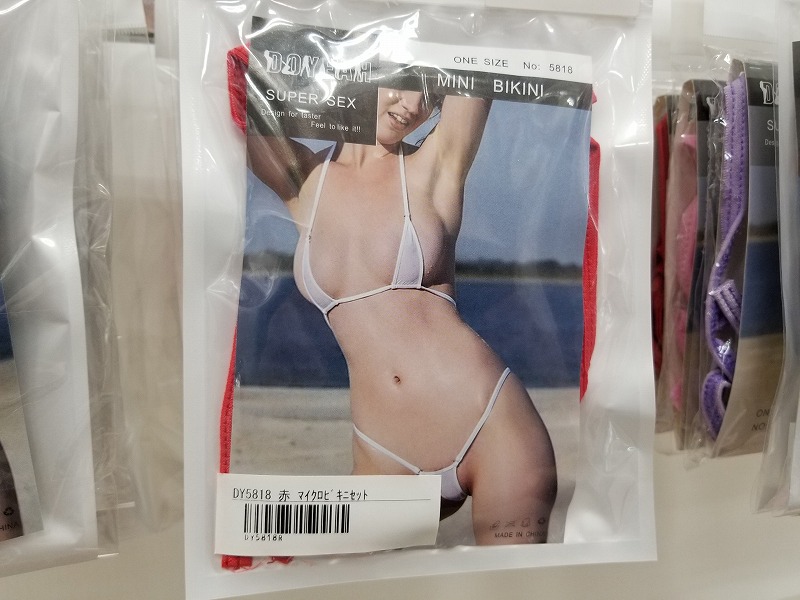 DOYEAH
ONE SIZE No: 5818
MINI BIKINI
SUPER SEX
Design for taster
Feel to like it!!
DY5818 赤 マイクロビキニセット
DY5818R
MADE IN CHINA